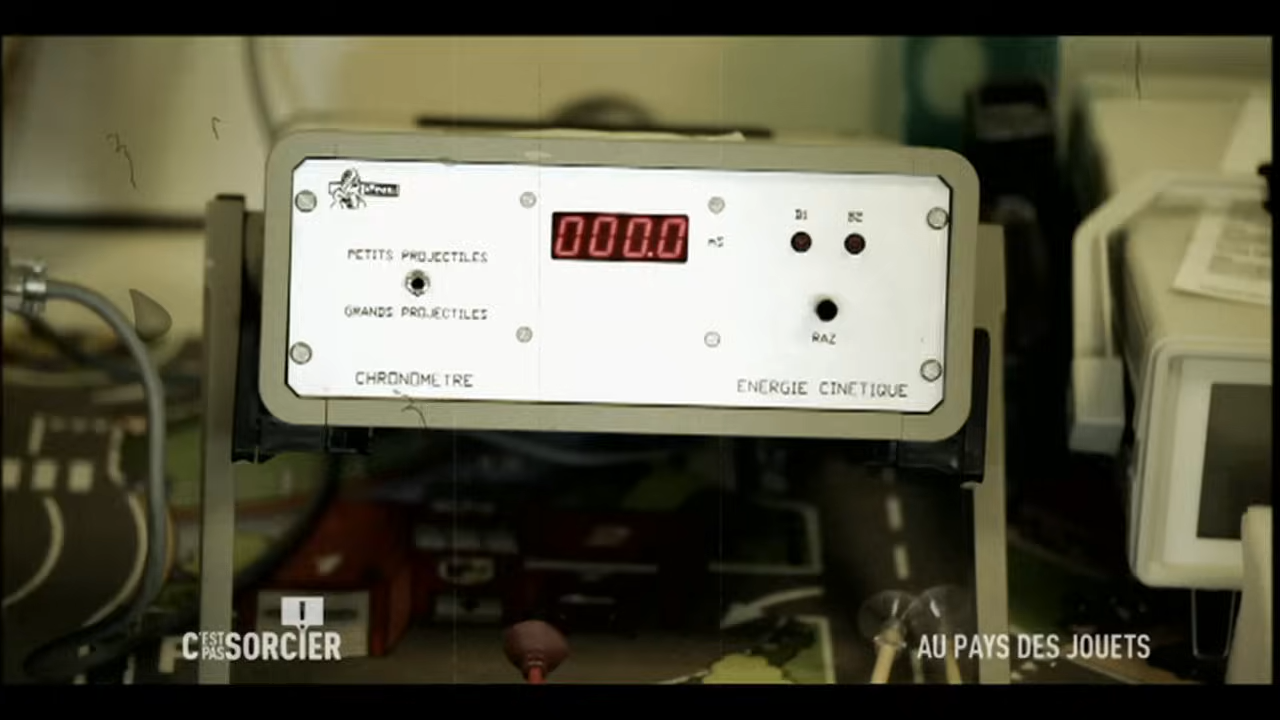 000.0
mS
B1
B2
PETITS PROJECTILES
GRANDS PROJECTILES
RAZ
CHRONOMETRE
ENERGIE CINETIQUE
C'EST PAS SORCIER
AU PAYS DES JOUETS